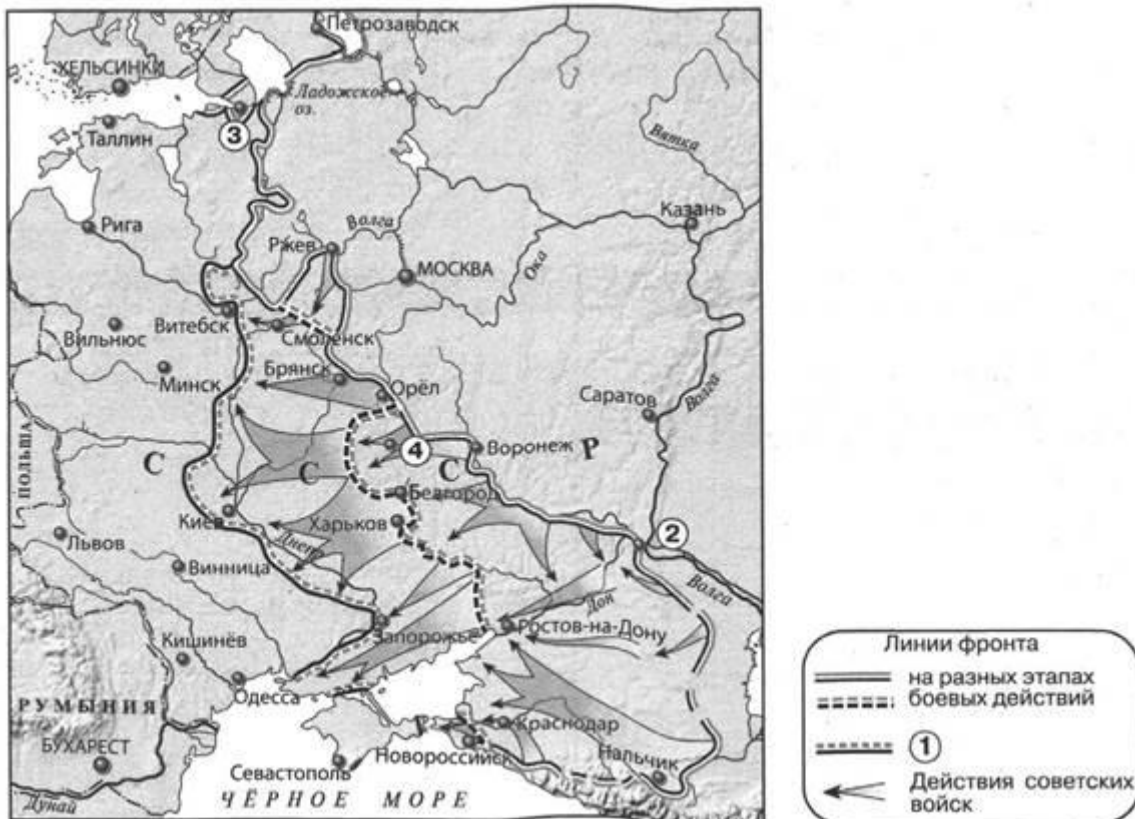 Петрозаводск
ХЕЛЬСИНКИ
Ладожское
оз.
Таллин
3
Вятка
Рига
Волга
Казань
Ржев
МОСКВА
Ока
Витебск
Вильнюс
Смоленск
Минск
Брянск
Орёл
Саратов
Волга
ПОЛЬША
4
Воронеж
С С С Р
Белгород
Киев
Харьков
2
Львов
Днепр
Винница
Волга
Дон
Запорожье
Ростов-на-Дону
Кишинёв
Одесса
РУМЫНИЯ
Краснодар
БУХАРЕСТ
Новороссийск
Нальчик
Севастополь
Дунай
ЧЁРНОЕ МОРЕ
Линии фронта
на разных этапах
боевых действий
1
Действия советских
войск